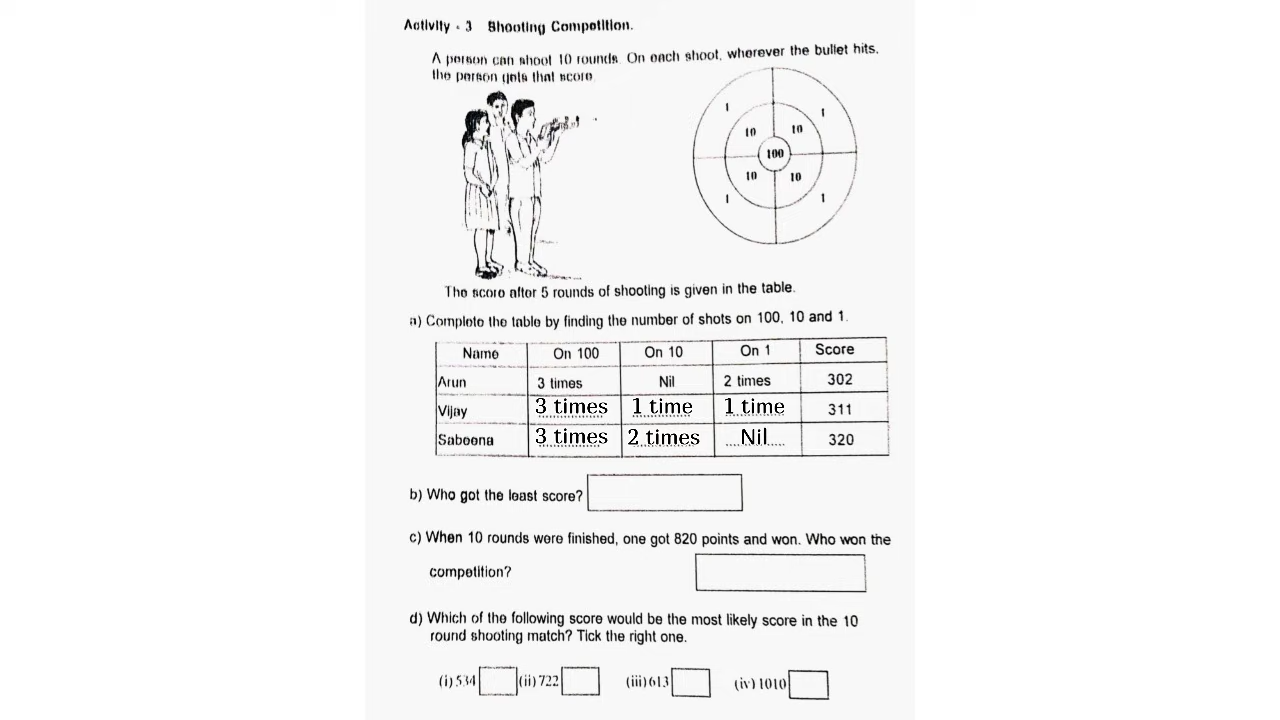 Activity - 3 Shooting Competition.
A person can shoot 10 rounds. On each shoot, wherever the bullet hits,
the person gets that score
1 1
10 10
100
10 10
1 1
The score after 5 rounds of shooting is given in the table.
a) Complete the table by finding the number of shots on 100, 10 and 1.
Name On 100 On 10 On 1 Score
Arun 3 times Nil 2 times 302
Vijay 3 times 1 time 1 time 311
Sabeena 3 times 2 times Nil 320
b) Who got the least score?
c) When 10 rounds were finished, one got 820 points and won. Who won the
competition?
d) Which of the following score would be the most likely score in the 10
round shooting match? Tick the right one.
(i) 534 (ii) 722 (iii) 613 (iv) 1010